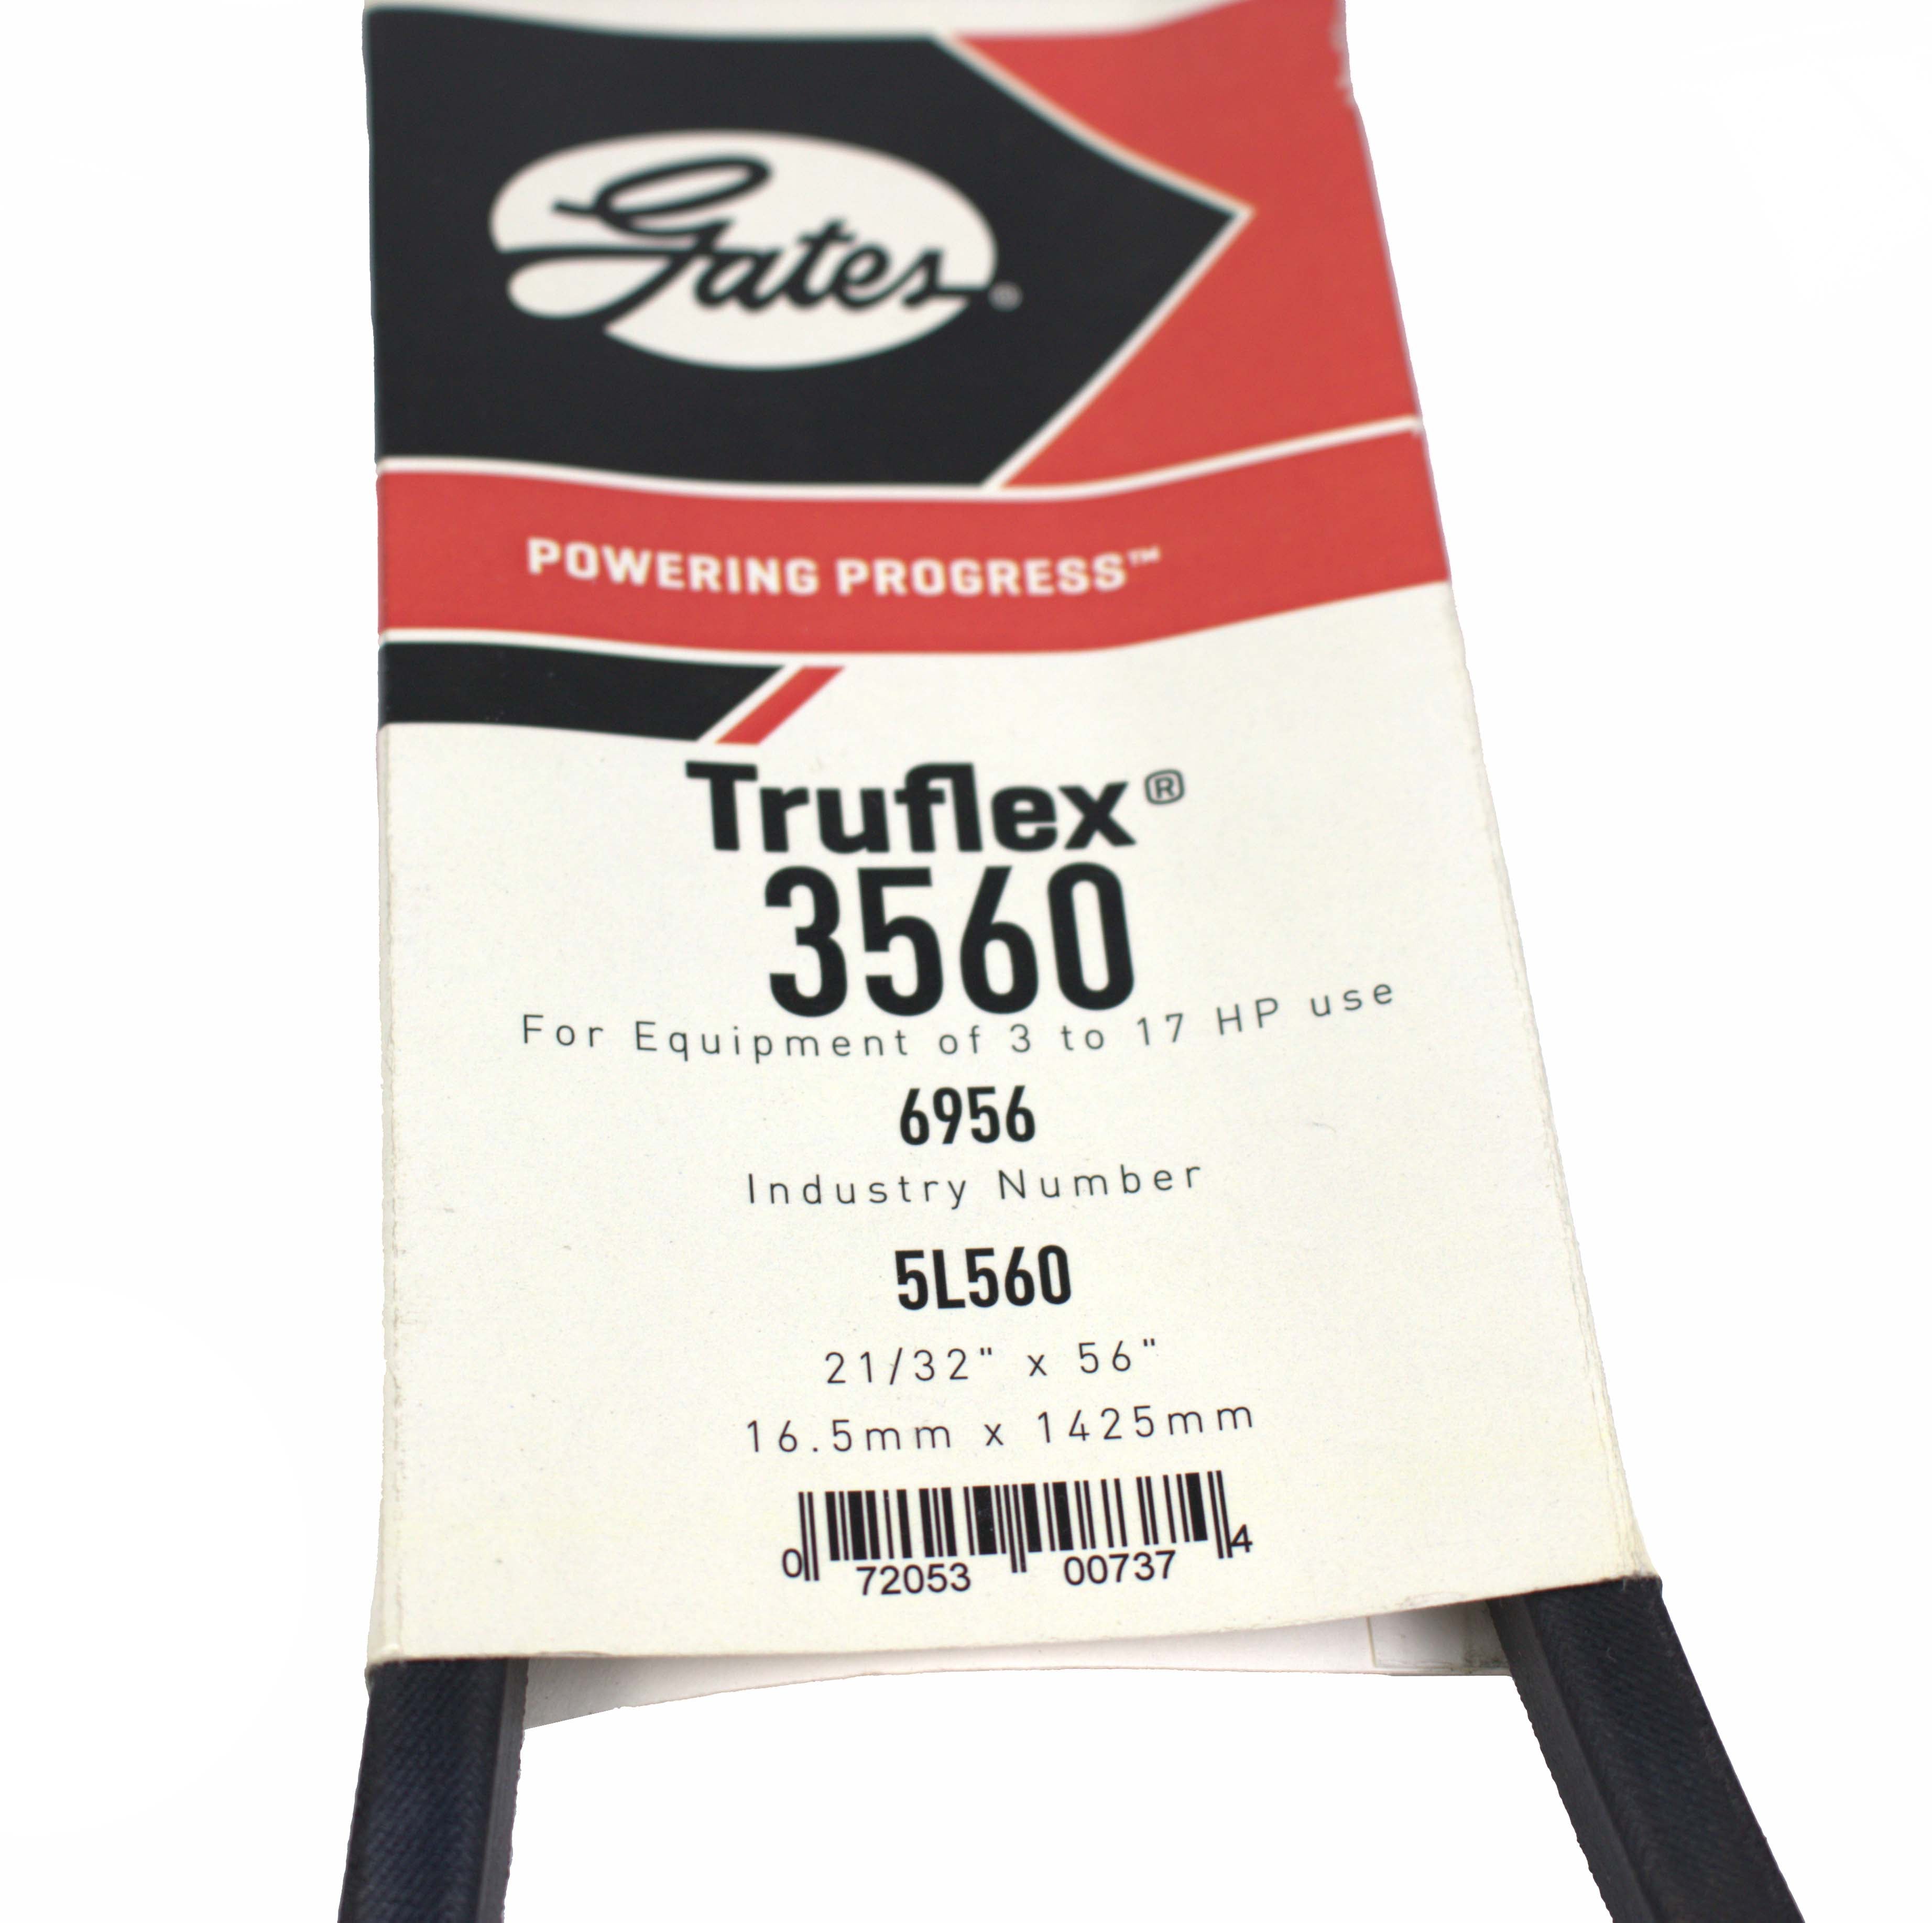 Gates®
POWERING PROGRESS™
Truflex®
3560
For Equipment of 3 to 17 HP use
6956
Industry Number
5L560
21/32" x 56"
16.5mm x 1425mm
0 72053 00737 4